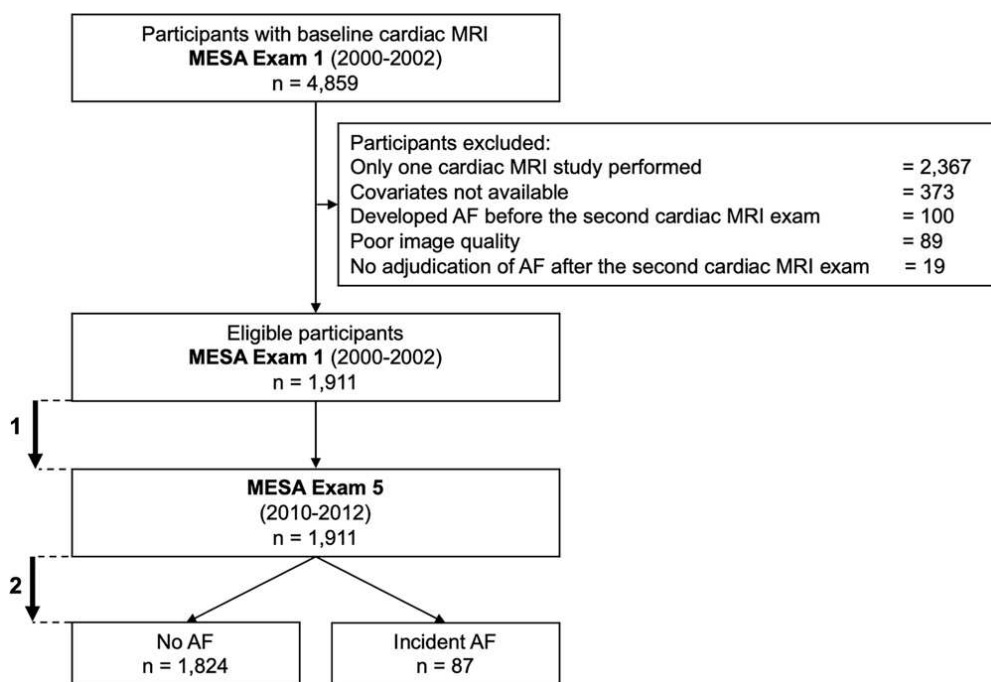 Participants with baseline cardiac MRI
MESA Exam 1 (2000-2002)
n = 4,859
Participants excluded:
Only one cardiac MRI study performed = 2,367
Covariates not available = 373
Developed AF before the second cardiac MRI exam = 100
Poor image quality = 89
No adjudication of AF after the second cardiac MRI exam = 19
Eligible participants
MESA Exam 1 (2000-2002)
n = 1,911
1
MESA Exam 5
(2010-2012)
n = 1,911
2
No AF
n = 1,824
Incident AF
n = 87